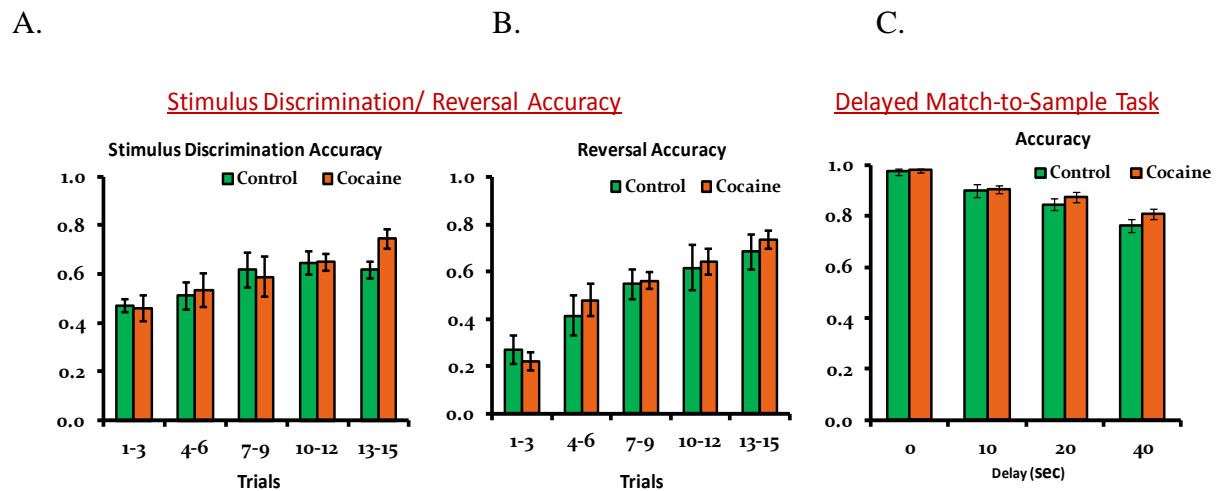 A.
B.
C.
Stimulus Discrimination/ Reversal Accuracy
Delayed Match-to-Sample Task
Stimulus Discrimination Accuracy
Control
Cocaine
1.0
0.8
0.6
0.4
0.2
0.0
1-3
4-6
7-9
10-12
13-15
Trials
Reversal Accuracy
Control
Cocaine
1.0
0.8
0.6
0.4
0.2
0.0
1-3
4-6
7-9
10-12
13-15
Trials
Accuracy
Control
Cocaine
1.0
0.8
0.6
0.4
0.2
0.0
0
10
20
40
Delay (sec)